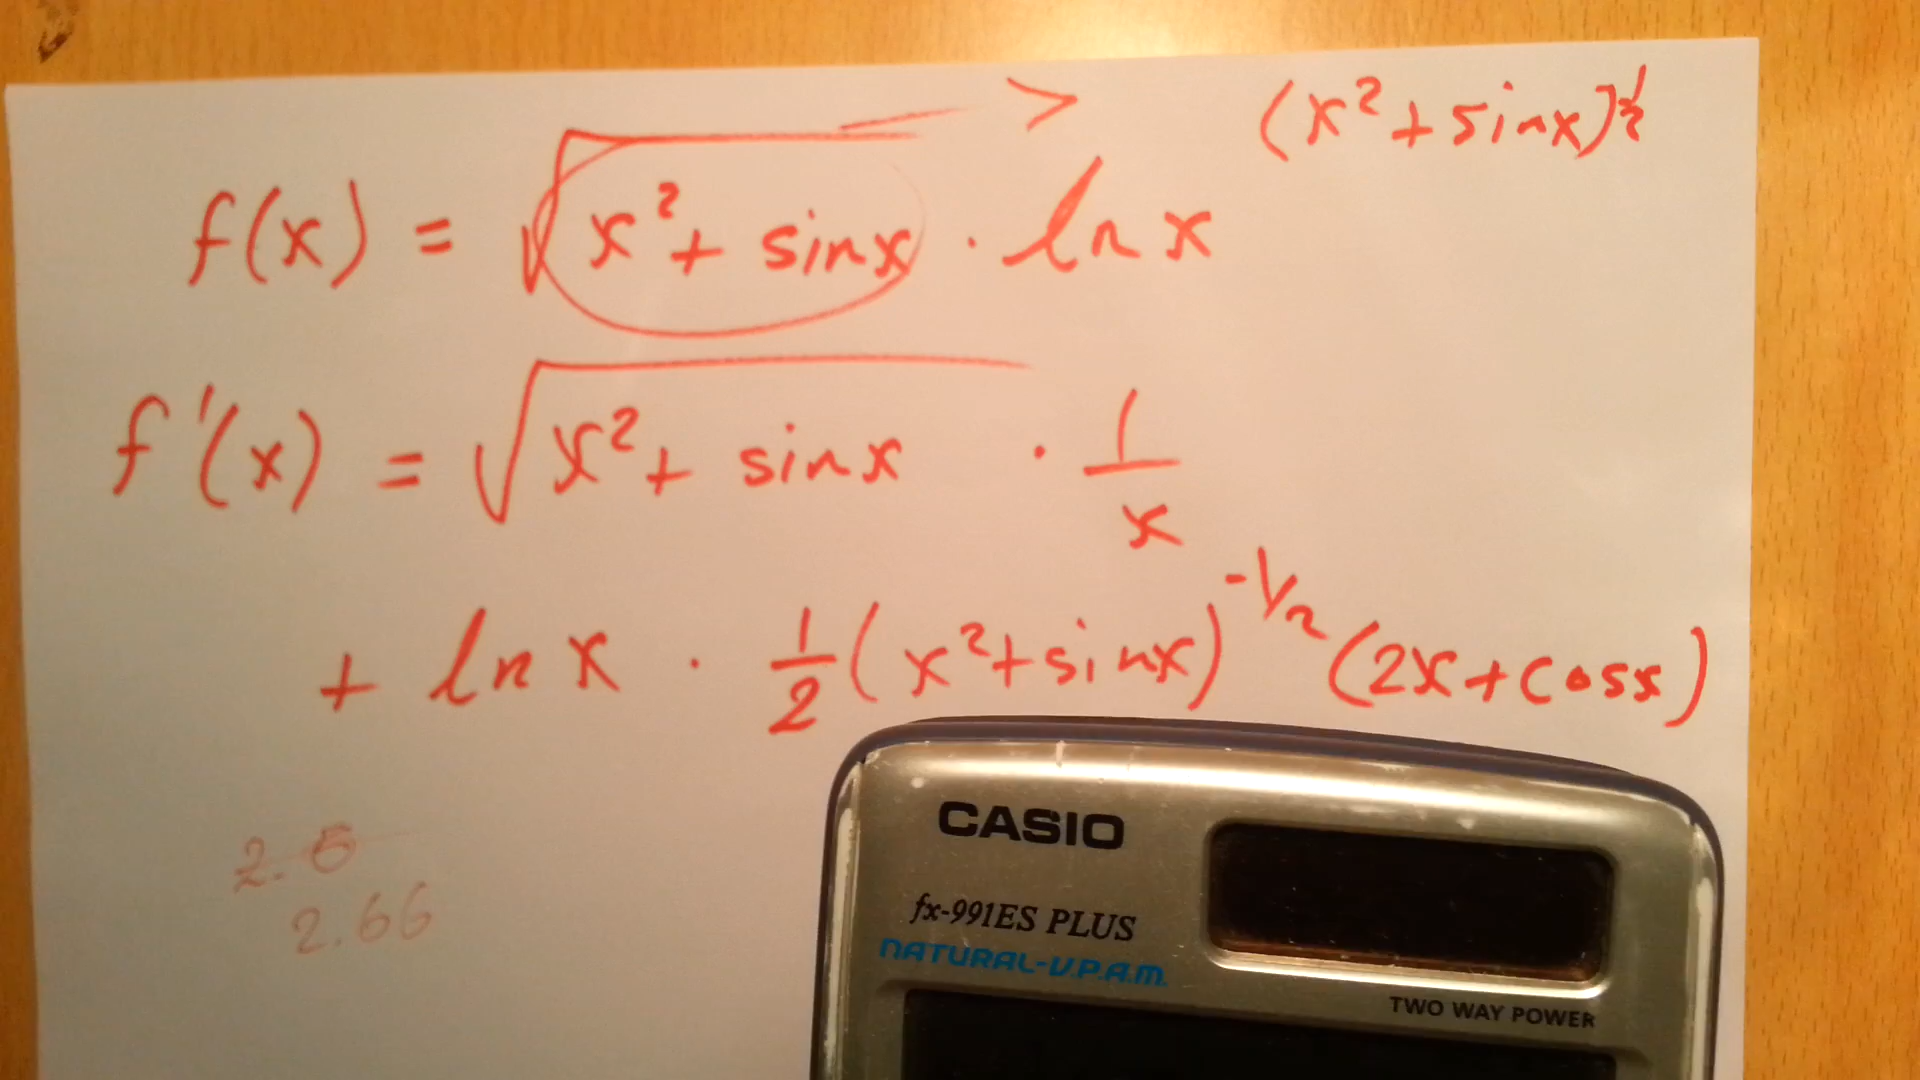 (x² + sinx)^½
f(x) = √(x² + sinx) · ln x
f'(x) = √(x² + sinx) · 1/x
+ ln x · 1/2 (x² + sinx)^-1/2 (2x + cosx)
2.6
2.66
CASIO
fx-991ES PLUS
NATURAL-V.P.A.M.
TWO WAY POWER